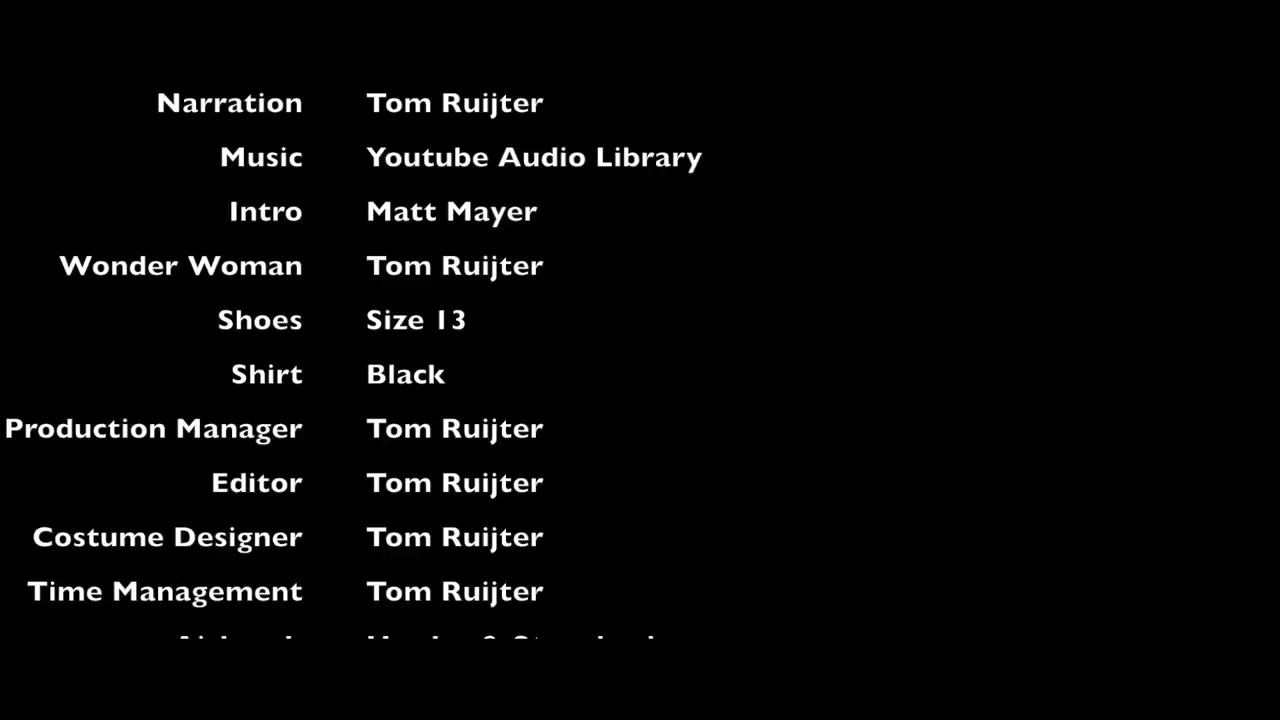 Narration Tom Ruijter
Music Youtube Audio Library
Intro Matt Mayer
Wonder Woman Tom Ruijter
Shoes Size 13
Shirt Black
Production Manager Tom Ruijter
Editor Tom Ruijter
Costume Designer Tom Ruijter
Time Management Tom Ruijter